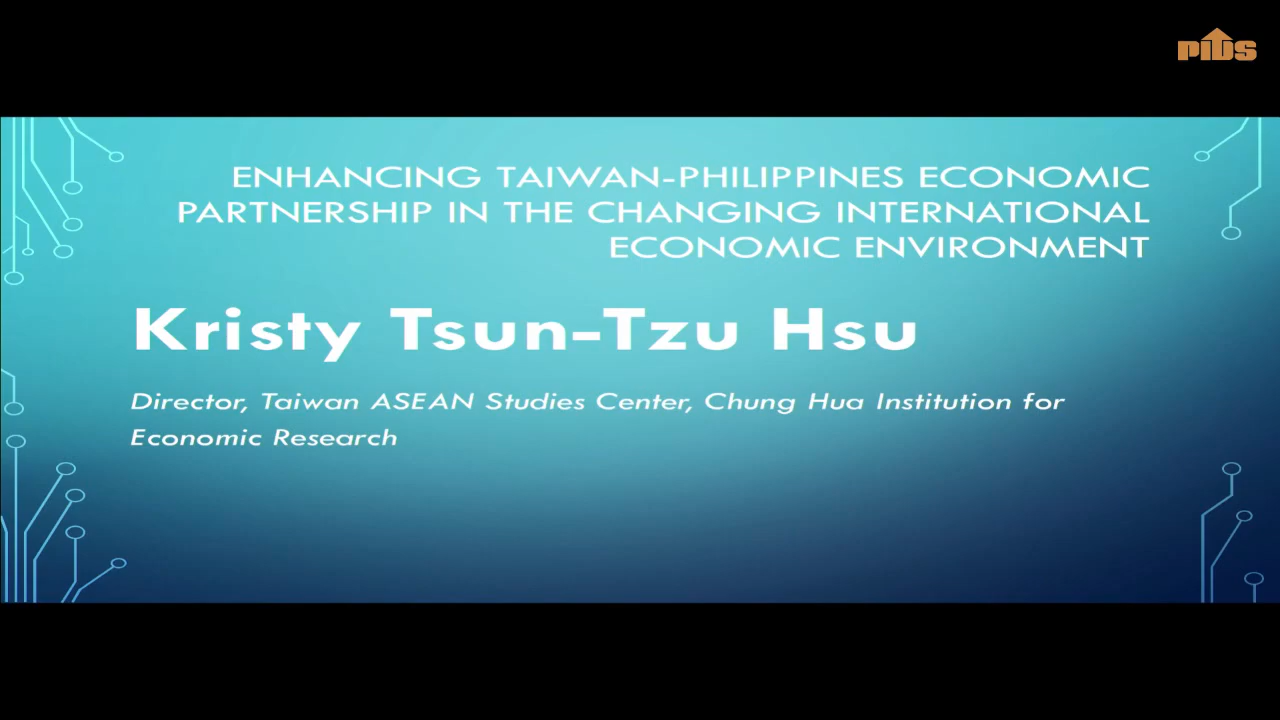 PIDS
ENHANCING TAIWAN-PHILIPPINES ECONOMIC
PARTNERSHIP IN THE CHANGING INTERNATIONAL
ECONOMIC ENVIRONMENT
Kristy Tsun-Tzu Hsu
Director, Taiwan ASEAN Studies Center, Chung Hua Institution for
Economic Research